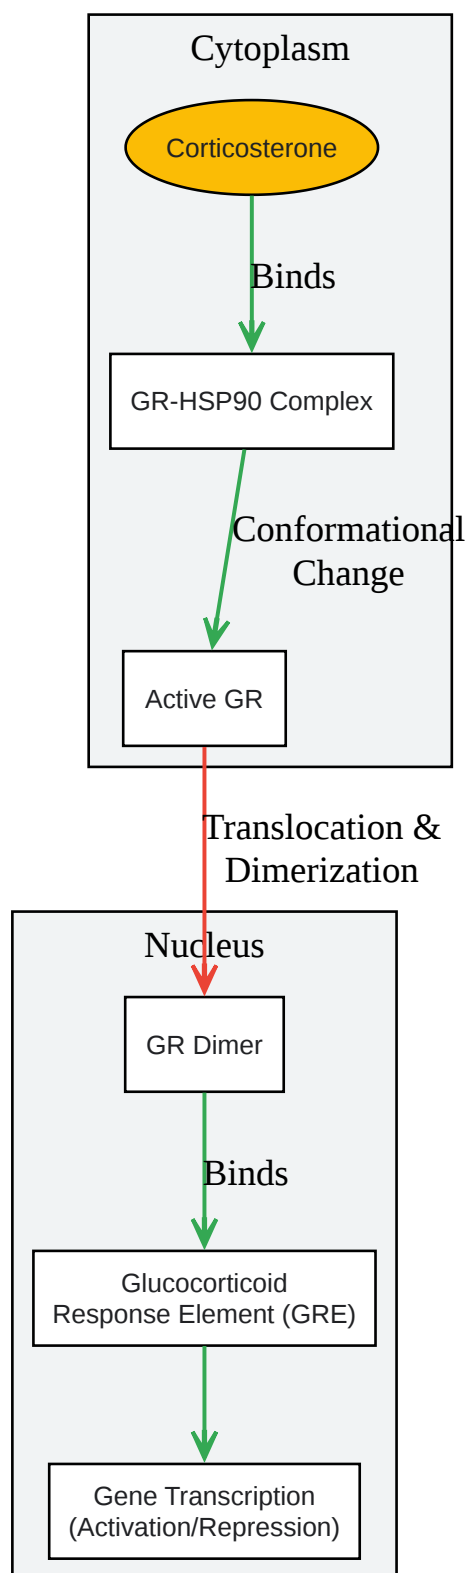 Cytoplasm
Corticosterone
Binds
GR-HSP90 Complex
Conformational
Change
Active GR
Translocation &
Dimerization
Nucleus
GR Dimer
Binds
Glucocorticoid
Response Element (GRE)
Gene Transcription
(Activation/Repression)